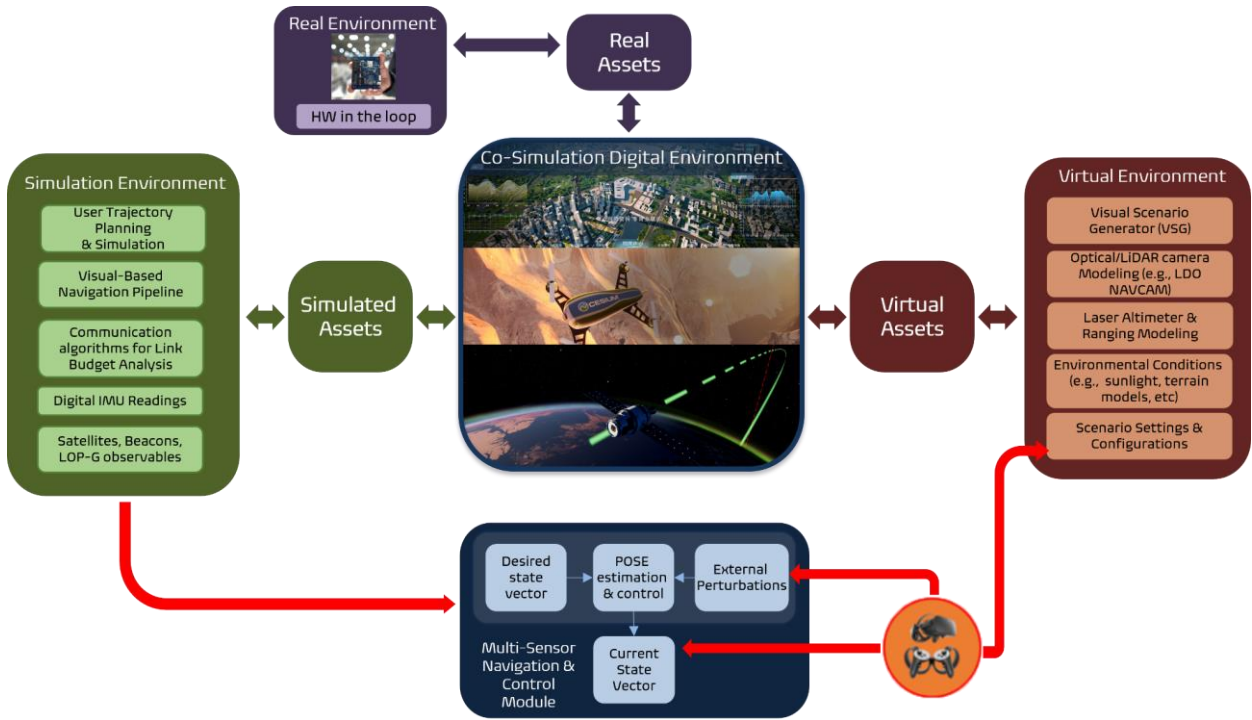 Real Environment
HW in the loop
Real
Assets
Simulation Environment
User Trajectory
Planning
& Simulation
Visual-Based
Navigation Pipeline
Communication
algorithms for Link
Budget Analysis
Digital IMU Readings
Satellites, Beacons,
LOP-G observables
Simulated
Assets
Co-Simulation Digital Environment
CESIUM
Virtual
Assets
Virtual Environment
Visual Scenario
Generator (VSG)
Optical/LiDAR camera
Modeling (e.g., LDO
NAVCAM)
Laser Altimeter &
Ranging Modeling
Environmental Conditions
(e.g., sunlight, terrain
models, etc)
Scenario Settings &
Configurations
Desired
state
vector
POSE
estimation
& control
External
Perturbations
Multi-Sensor
Navigation &
Control
Module
Current
State
Vector